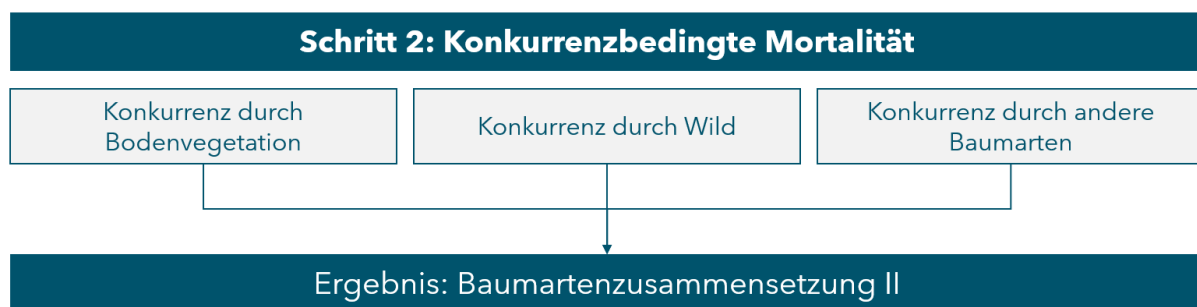 Schritt 2: Konkurrenzbedingte Mortalität
Konkurrenz durch
Bodenvegetation
Konkurrenz durch Wild
Konkurrenz durch andere
Baumarten
Ergebnis: Baumartenzusammensetzung II